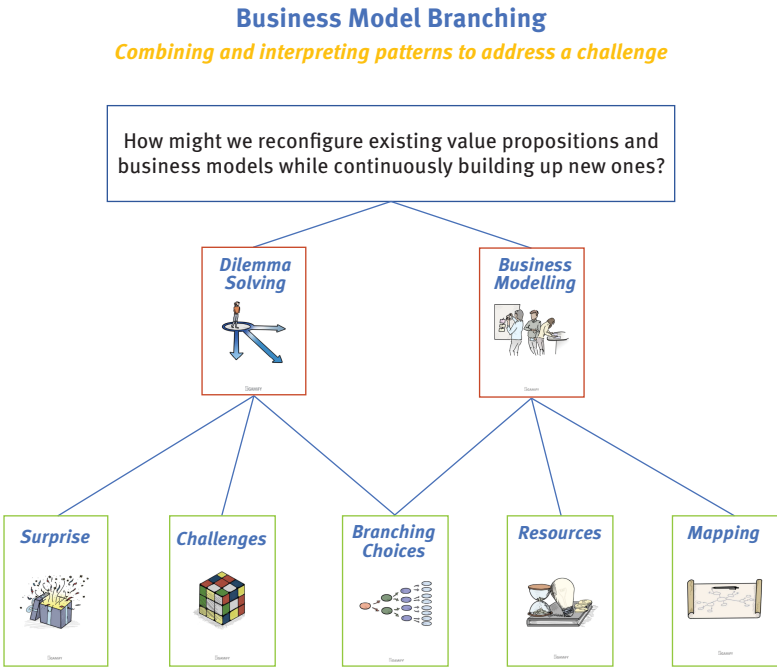 Business Model Branching
Combining and interpreting patterns to address a challenge
How might we reconfigure existing value propositions and
business models while continuously building up new ones?
Dilemma
Solving
Business
Modelling
Surprise
Challenges
Branching
Choices
Resources
Mapping